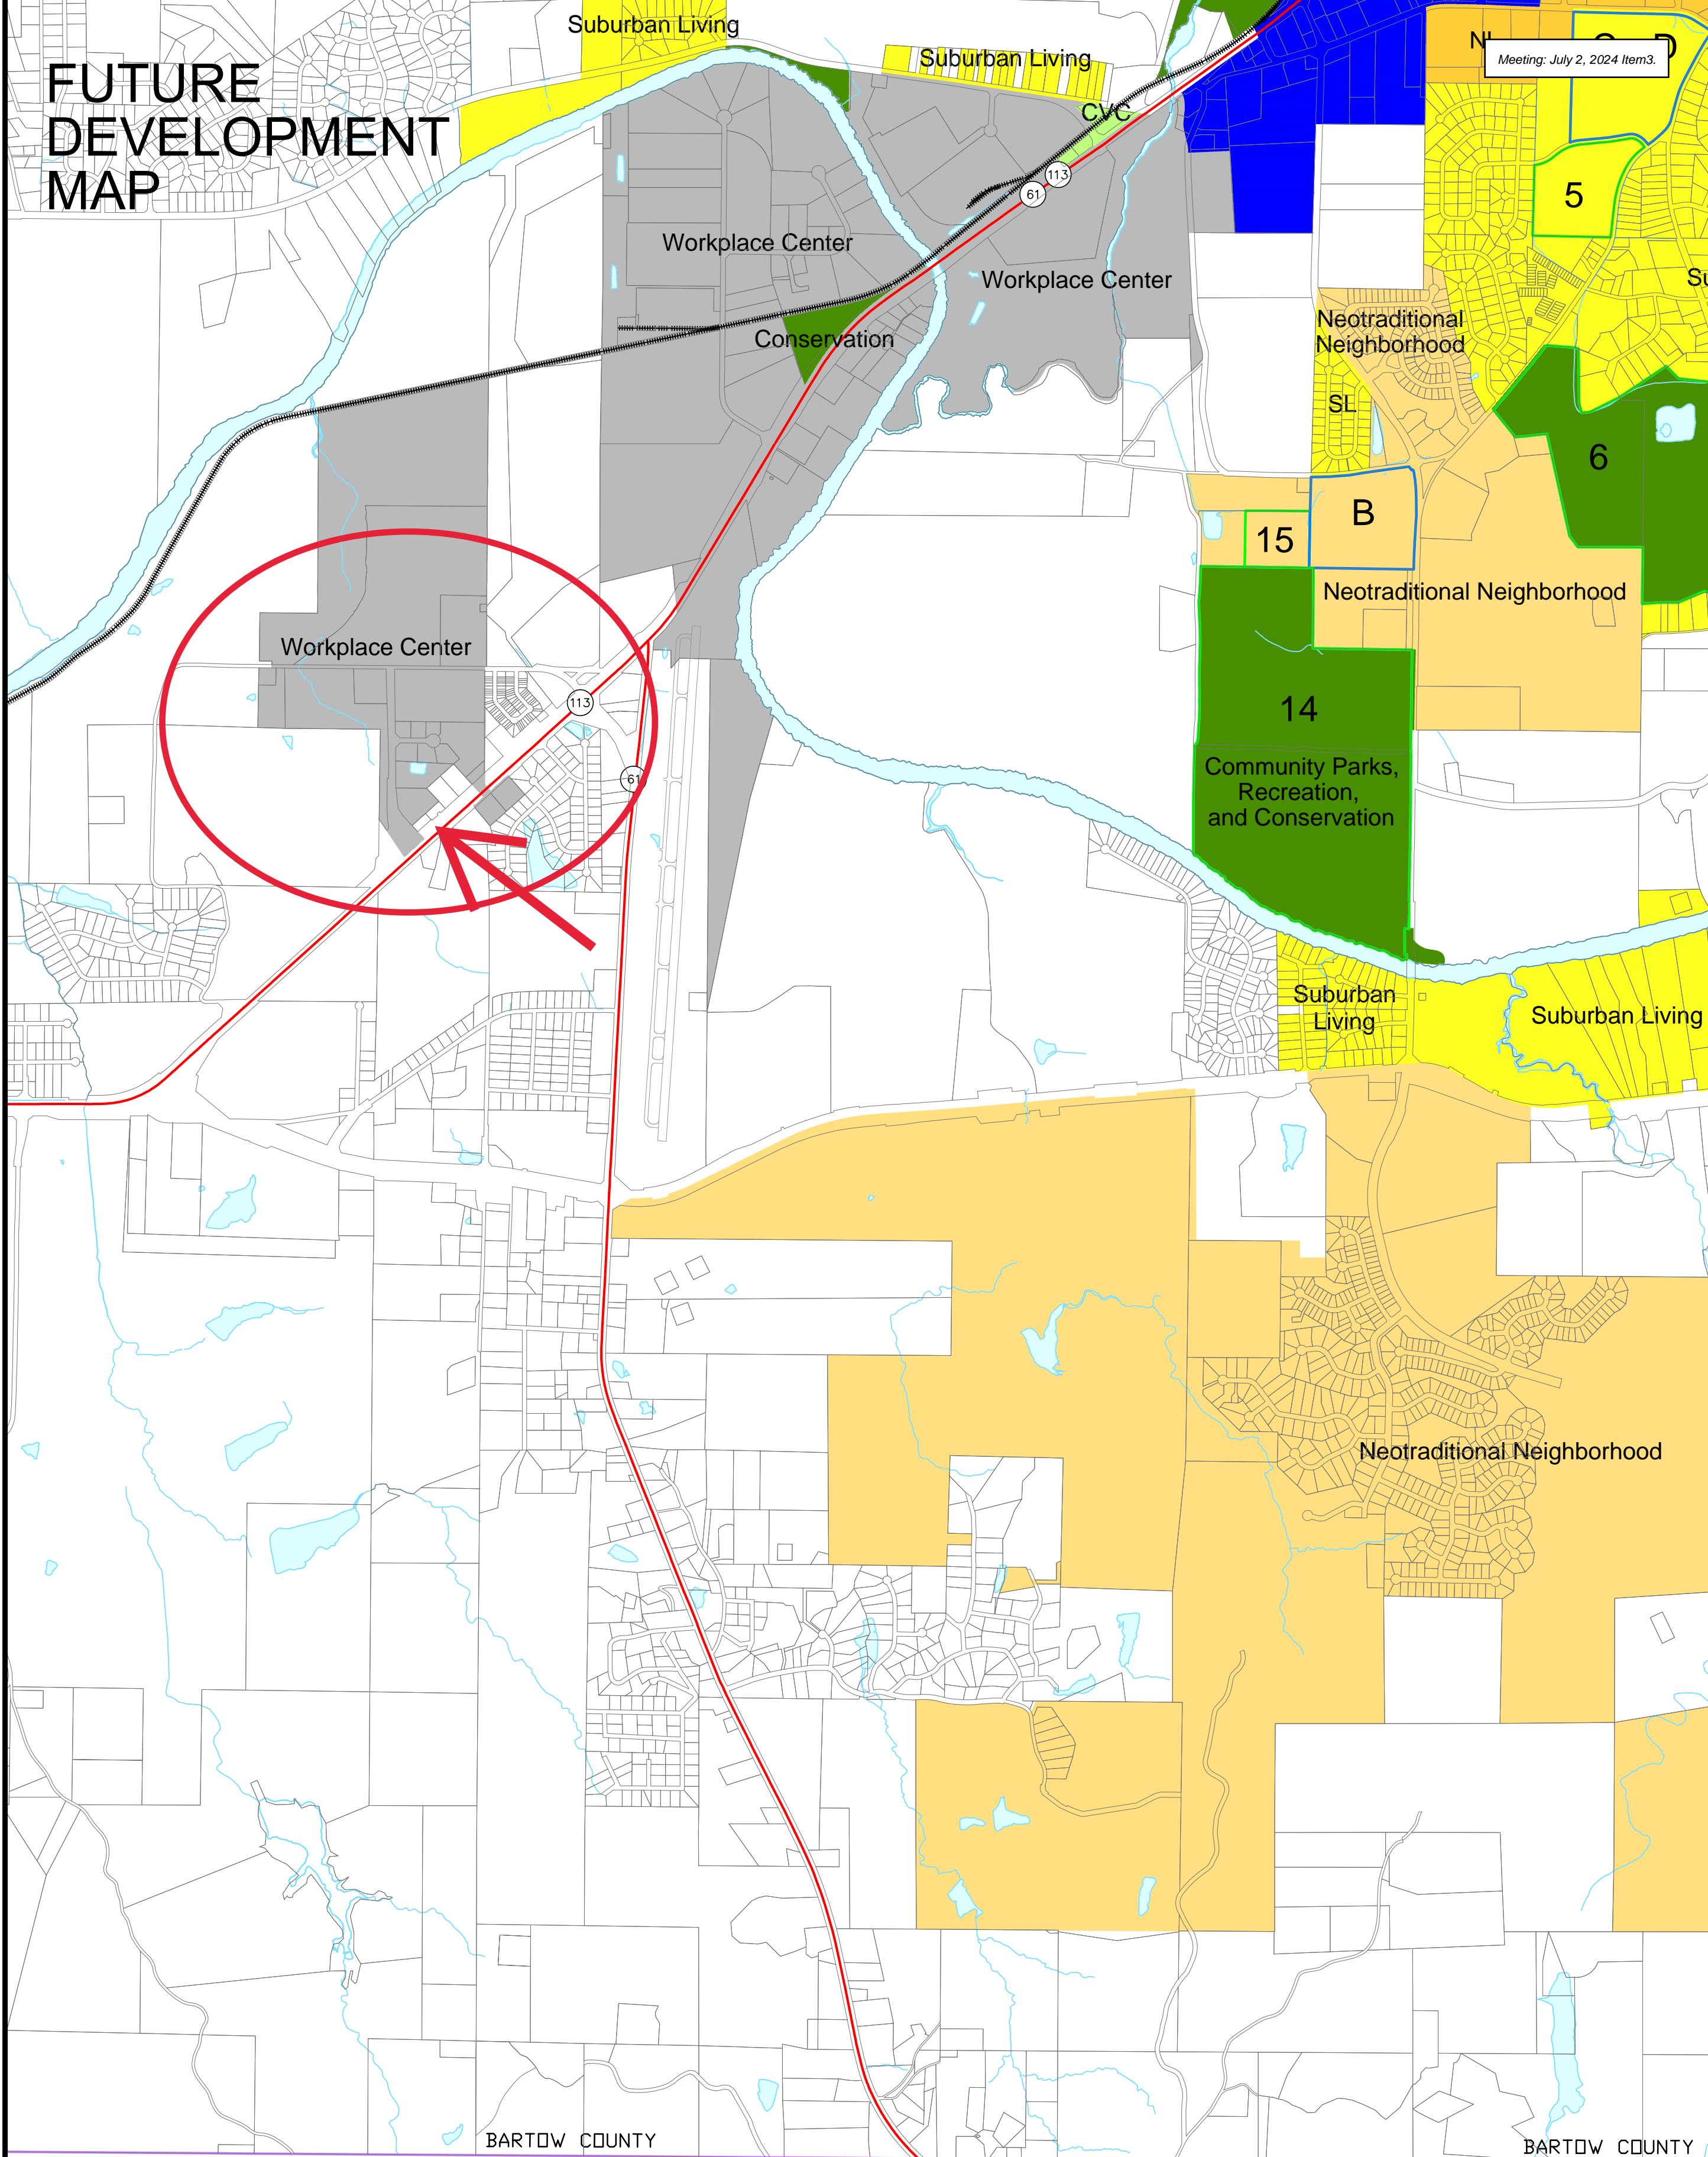 FUTURE
DEVELOPMENT
MAP
Suburban Living
Suburban Living
Meeting: July 2, 2024 Item3.
D
CVC
113
61
5
Workplace Center
Workplace Center
Conservation
Neotraditional
Neighborhood
SL
6
B
15
Neotraditional Neighborhood
Workplace Center
113
14
61
Community Parks,
Recreation,
and Conservation
Suburban
Living
Suburban Living
Neotraditional Neighborhood
BARTOW COUNTY
BARTOW COUNTY